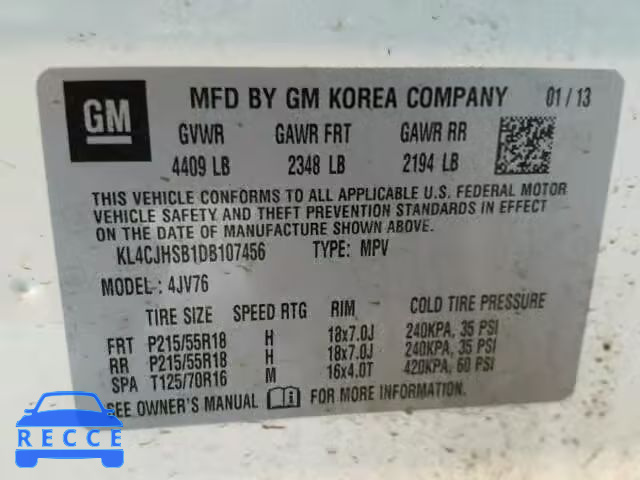 GM
MFD BY GM KOREA COMPANY 01/13
GVWR GAWR FRT GAWR RR
4409 LB 2348 LB 2194 LB
THIS VEHICLE CONFORMS TO ALL APPLICABLE U.S. FEDERAL MOTOR
VEHICLE SAFETY AND THEFT PREVENTION STANDARDS IN EFFECT
ON THE DATE OF MANUFACTURE SHOWN ABOVE.
KL4CJHSB1DB107456 TYPE: MPV
MODEL: 4JV76
TIRE SIZE SPEED RTG RIM COLD TIRE PRESSURE
FRT P215/55R18 H 18x7.0J 240KPA, 35 PSI
RR P215/55R18 H 18x7.0J 240KPA, 35 PSI
SPA T125/70R16 M 16x4.0T 420KPA, 60 PSI
SEE OWNER'S MANUAL FOR MORE INFORMATION.
RECCE